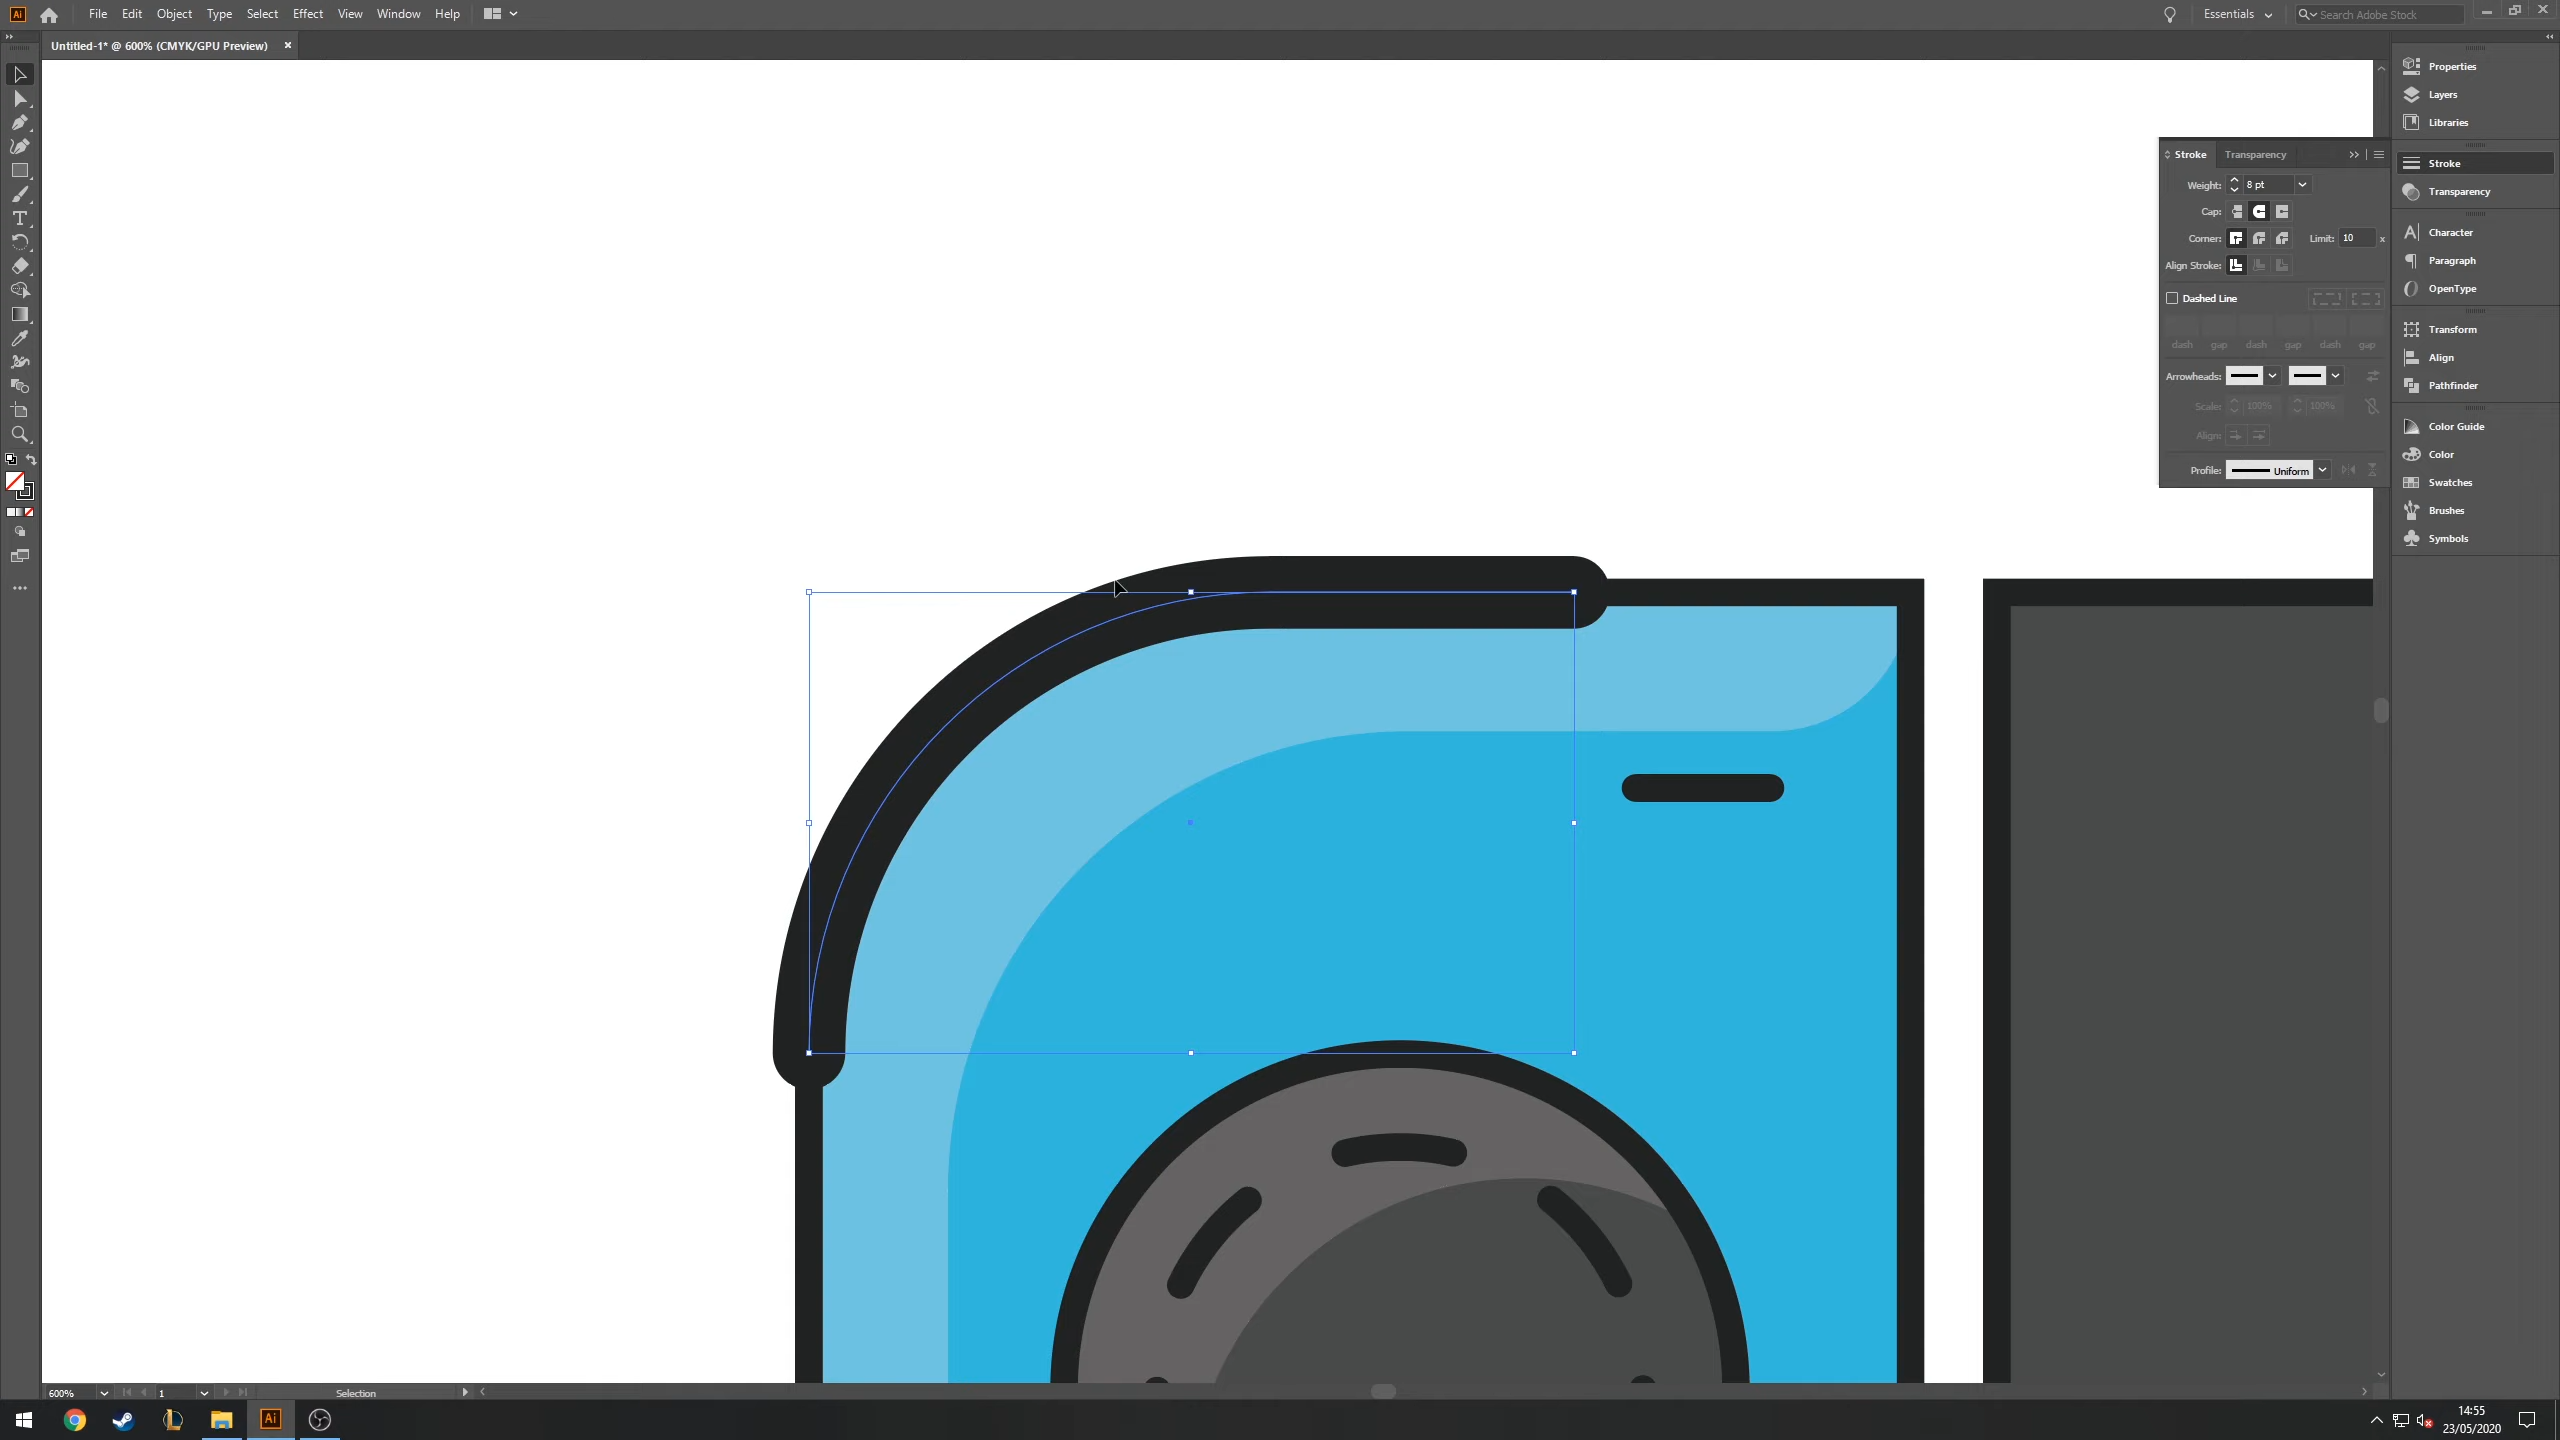 Ai File Edit Object Type Select Effect View Window Help Essentials Search Adobe Stock
Untitled-1* @ 600% (CMYK/GPU Preview) ×
Properties
Layers
Libraries
Stroke
Transparency
Character
Paragraph
OpenType
Transform
Align
Pathfinder
Color Guide
Color
Swatches
Brushes
Symbols
Stroke Transparency
Weight: 8 pt
Cap:
Corner: Limit: 10 x
Align Stroke:
Dashed Line
dash gap dash gap dash gap
Arrowheads:
Scale: 100% 100%
Align:
Profile: Uniform
600% 1 Selection
Ai
14:55
23/05/2020